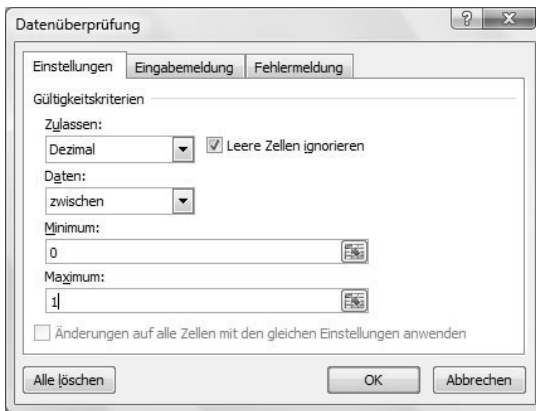 Datenüberprüfung
Einstellungen Eingabemeldung Fehlermeldung
Gültigkeitskriterien
Zulassen:
Dezimal Leere Zellen ignorieren
Daten:
zwischen
Minimum:
0
Maximum:
1
Änderungen auf alle Zellen mit den gleichen Einstellungen anwenden
Alle löschen OK Abbrechen